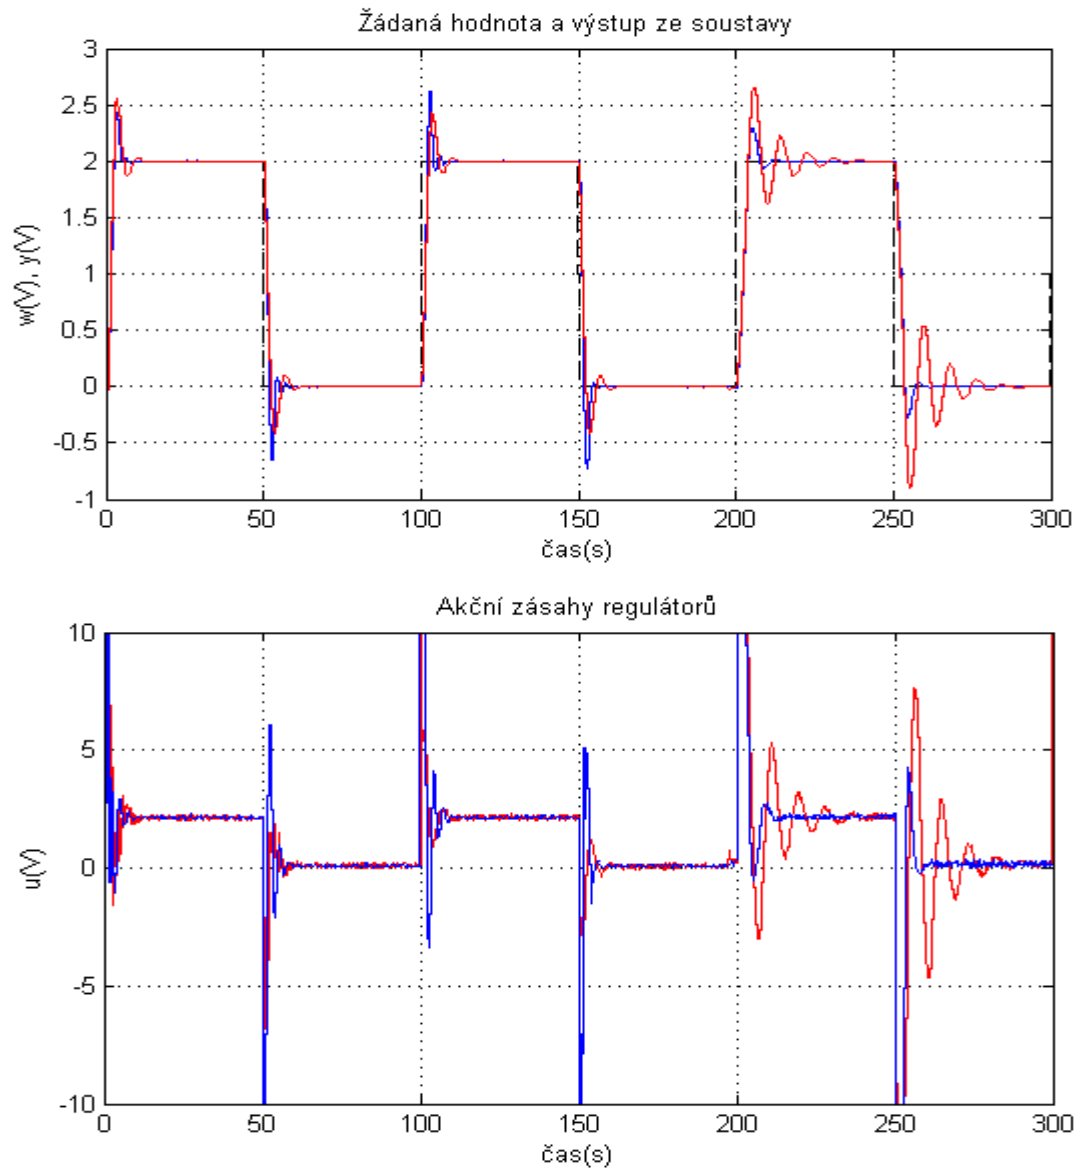 Žádaná hodnota a výstup ze soustavy
3
2.5
2
1.5
1
0.5
0
-0.5
-1
w(V), y(V)
0 50 100 150 200 250 300
čas(s)
Akční zásahy regulátorů
10
5
0
-5
-10
u(V)
0 50 100 150 200 250 300
čas(s)